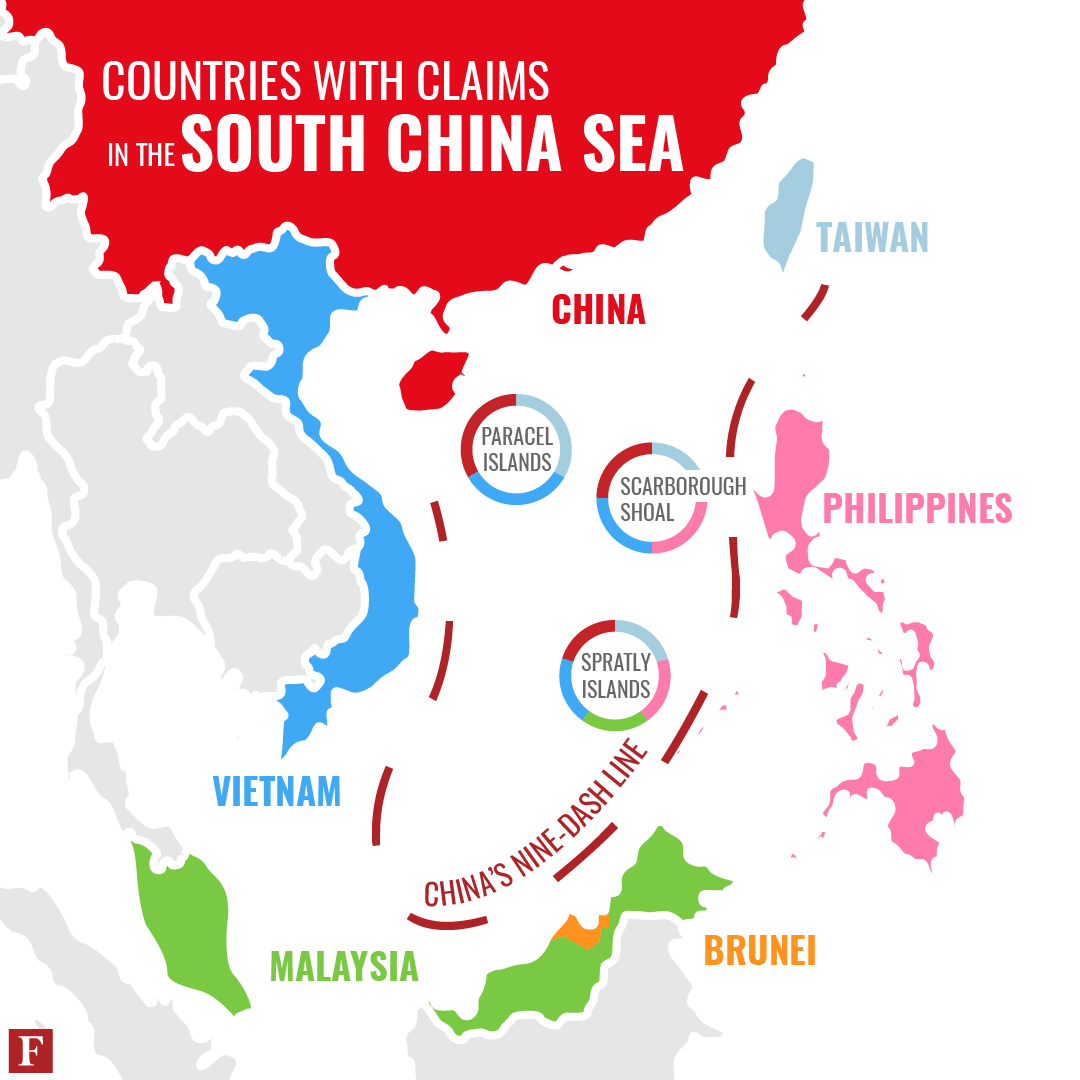 COUNTRIES WITH CLAIMS
IN THE SOUTH CHINA SEA
TAIWAN
CHINA
PARACEL
ISLANDS
SCARBOROUGH
SHOAL
PHILIPPINES
SPRATLY
ISLANDS
VIETNAM
CHINA'S NINE-DASH LINE
MALAYSIA
BRUNEI
F